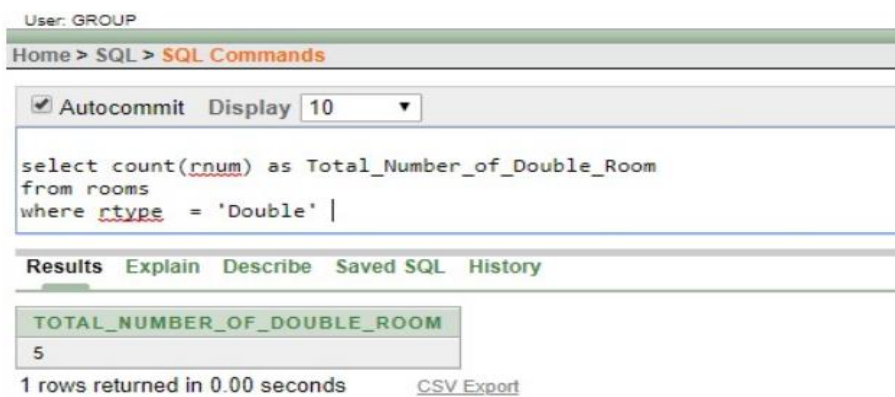 User: GROUP
Home > SQL > SQL Commands
Autocommit Display 10
select count(rnum) as Total_Number_of_Double_Room
from rooms
where rtype = 'Double'
Results Explain Describe Saved SQL History
TOTAL_NUMBER_OF_DOUBLE_ROOM
5
1 rows returned in 0.00 seconds CSV Export